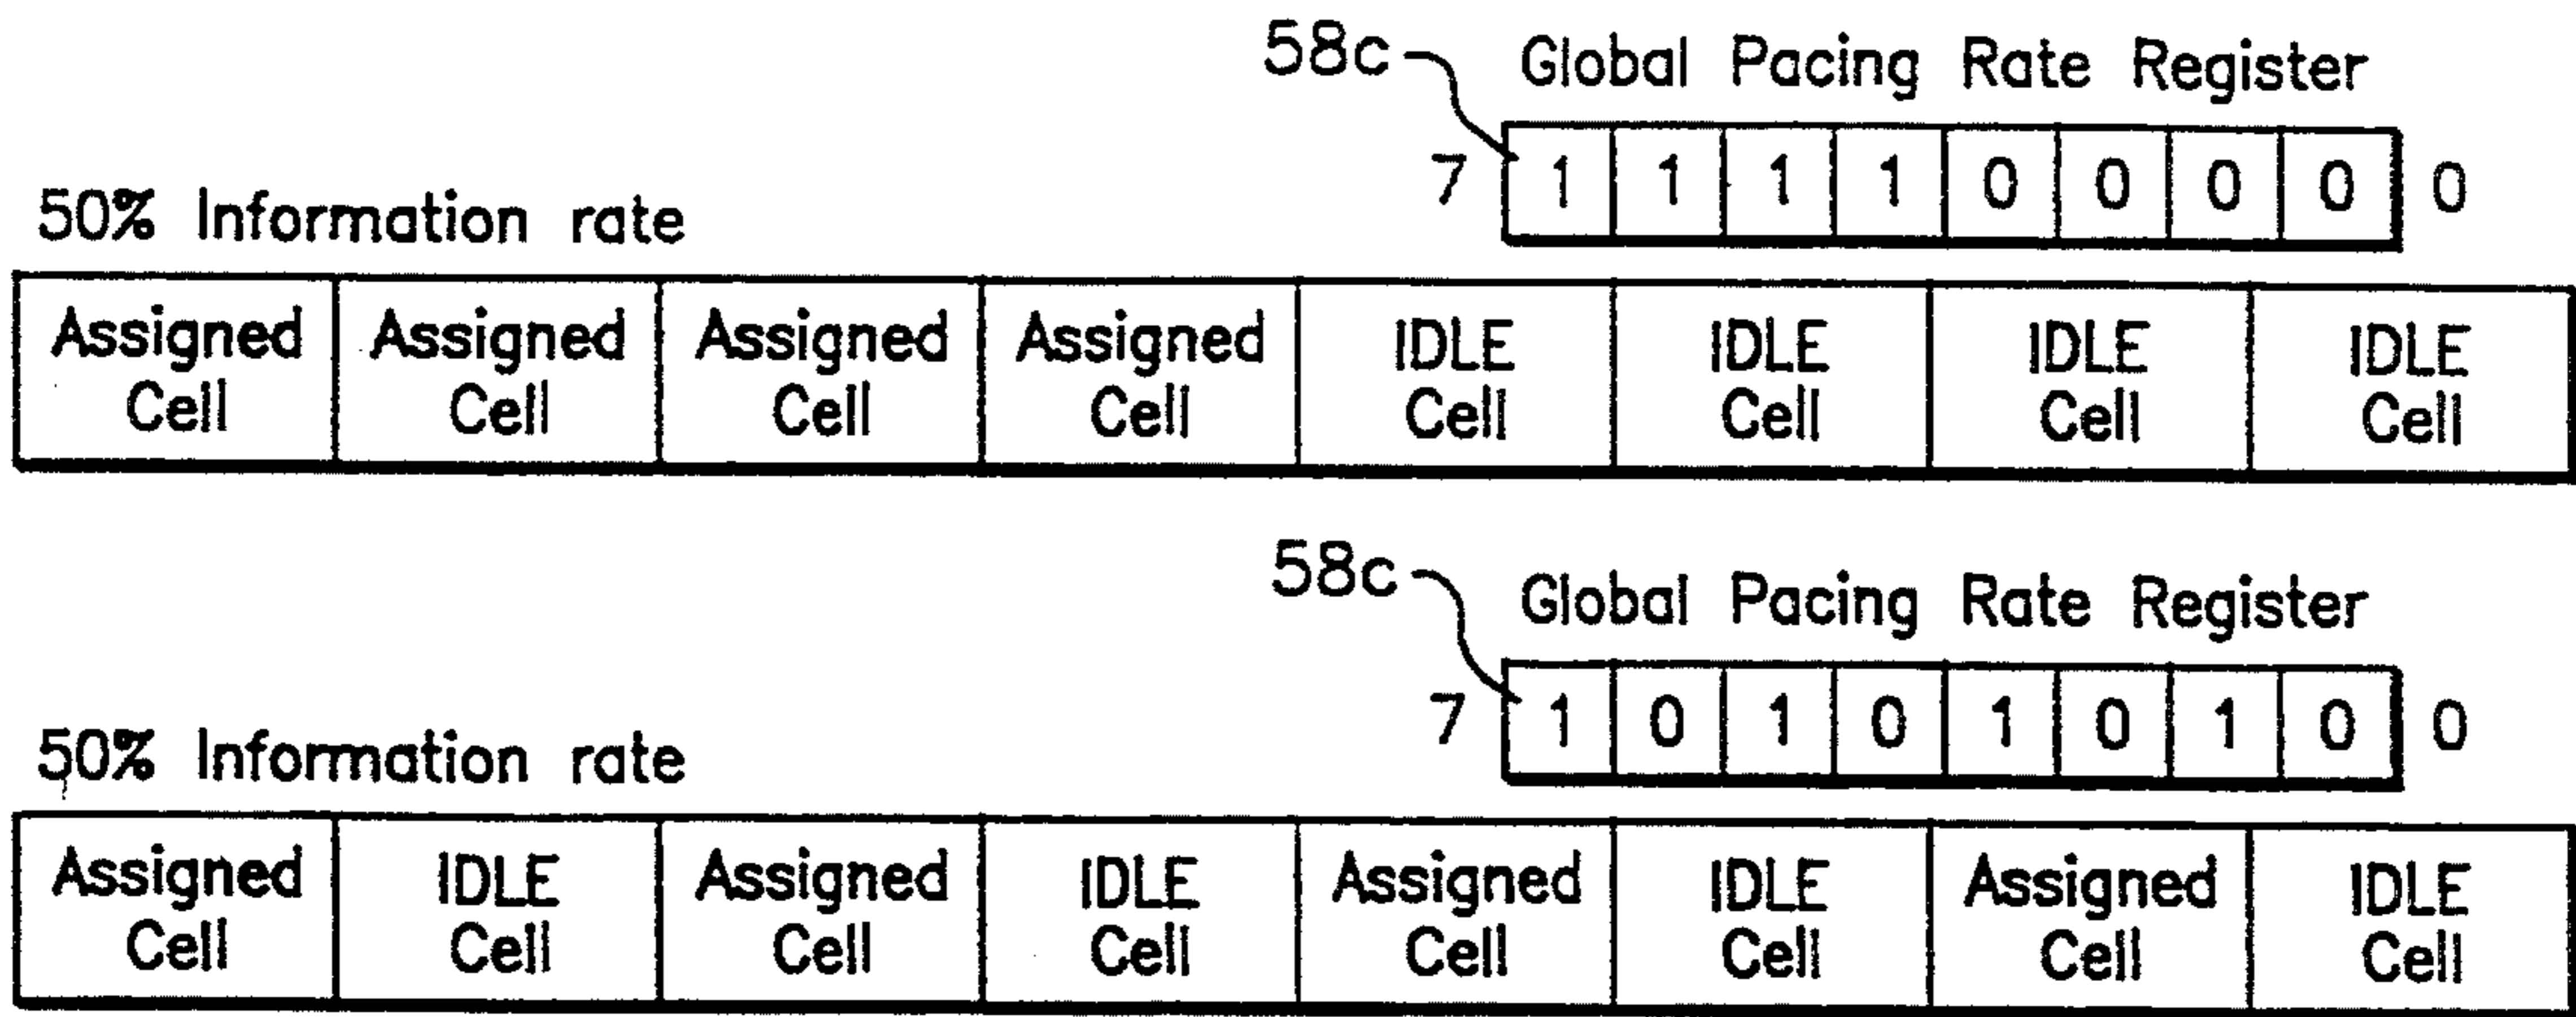 58c Global Pacing Rate Register
7 1 1 1 1 0 0 0 0 0
50% Information rate
Assigned Assigned Assigned Assigned IDLE IDLE IDLE IDLE
Cell Cell Cell Cell Cell Cell Cell Cell
58c Global Pacing Rate Register
7 1 0 1 0 1 0 1 0 0
50% Information rate
Assigned IDLE Assigned IDLE Assigned IDLE Assigned IDLE
Cell Cell Cell Cell Cell Cell Cell Cell